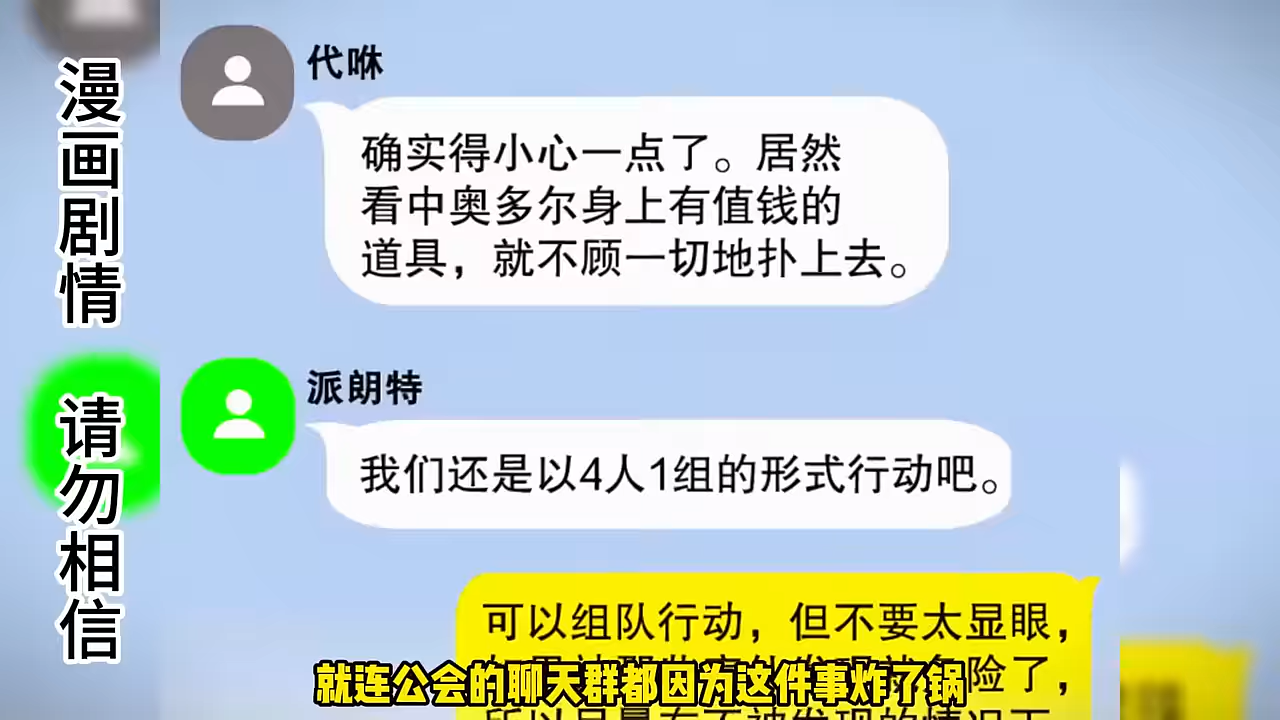 漫画剧情
请勿相信
代咻
确实得小心一点了。居然
看中奥多尔身上有值钱的
道具，就不顾一切地扑上去。
派朗特
我们还是以4人1组的形式行动吧。
可以组队行动，但不要太显眼，
险了，
就连公会的聊天群都因为这件事炸了锅